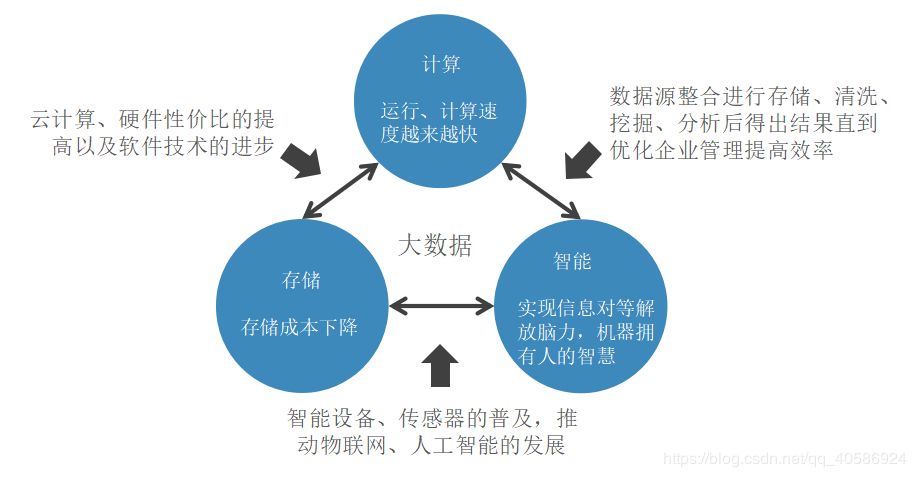 计算
运行、计算速
度越来越快
云计算、硬件性价比的提
高以及软件技术的进步
数据源整合进行存储、清洗、
挖掘、分析后得出结果直到
优化企业管理提高效率
大数据
存储
存储成本下降
智能
实现信息对等解
放脑力，机器拥
有人的智慧
智能设备、传感器的普及，推
动物联网、人工智能的发展
https://blog.csdn.net/qq_40586924